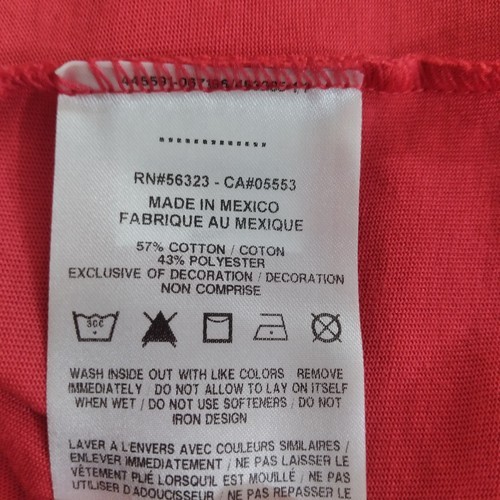 RN#56323 - CA#05553
MADE IN MEXICO
FABRIQUE AU MEXIQUE
57% COTTON / COTON
43% POLYESTER
EXCLUSIVE OF DECORATION / DECORATION
NON COMPRISE
WASH INSIDE OUT WITH LIKE COLORS REMOVE
IMMEDIATELY / DO NOT ALLOW TO LAY ON ITSELF
WHEN WET / DO NOT USE SOFTENERS / DO NOT
IRON DESIGN
LAVER A L'ENVERS AVEC COULEURS SIMILAIRES /
ENLEVER IMMEDIATEMENT / NE PAS LAISSER LE
VÊTEMENT PLIÉ LORSQU'IL EST MOUILLÉ / NE PAS
UTILISER D'ADOUCISSEUR / NE PAS REPASSER LE